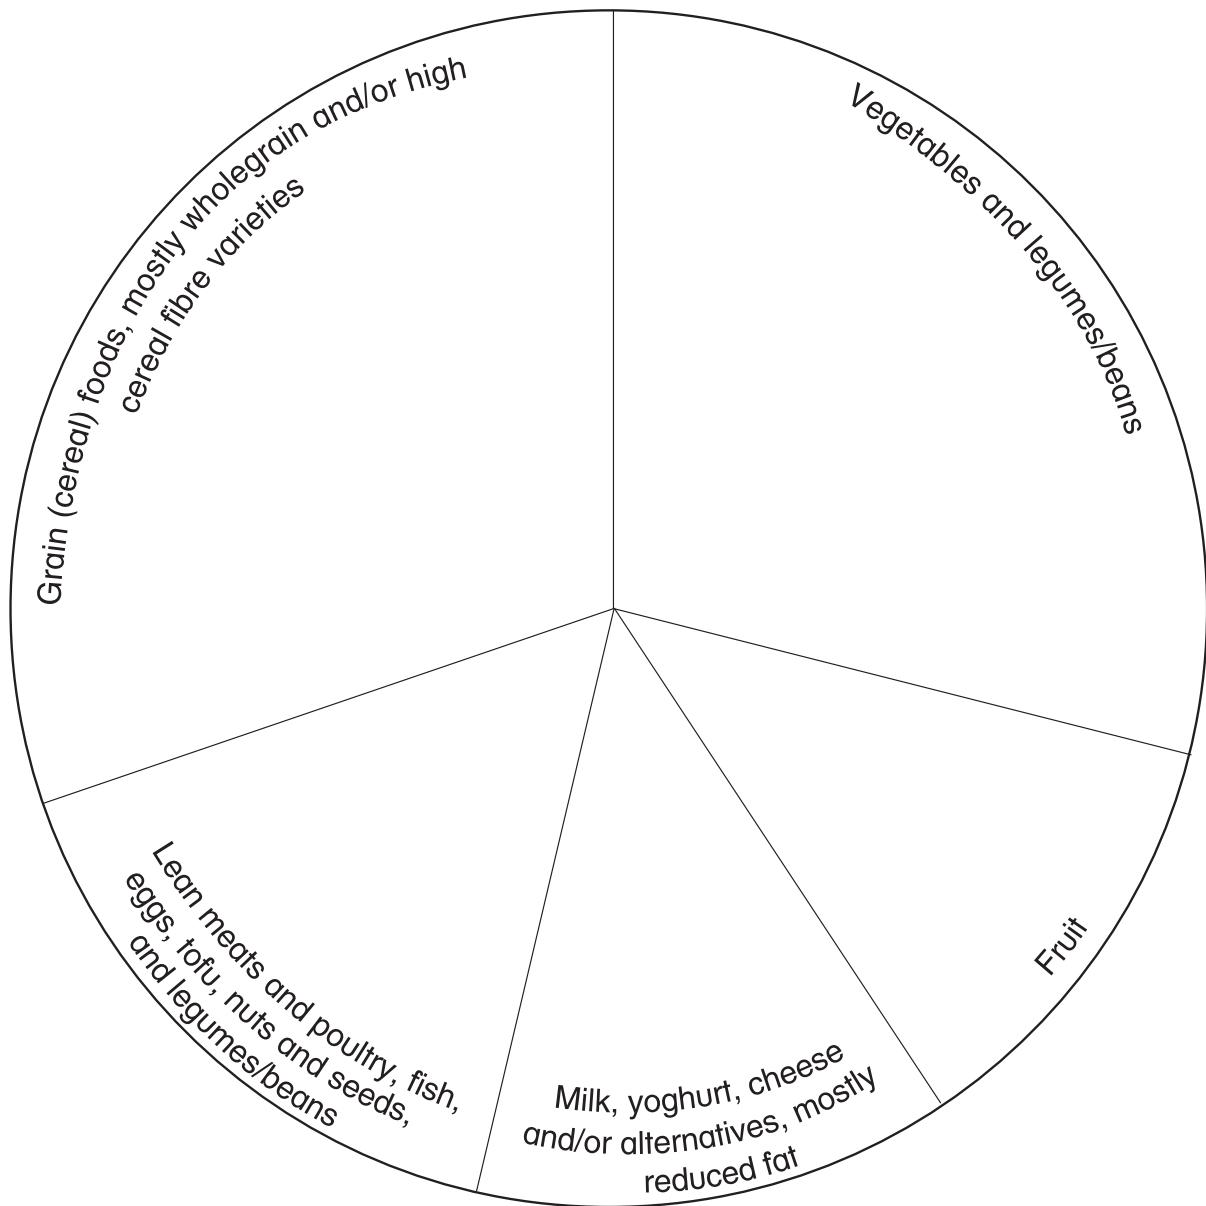 Grain (cereal) foods, mostly wholegrain and/or high
cereal fibre varieties
Vegetables and legumes/beans
Fruit
Milk, yoghurt, cheese
and/or alternatives, mostly
reduced fat
Lean meats and poultry, fish,
eggs, tofu, nuts and seeds,
and legumes/beans